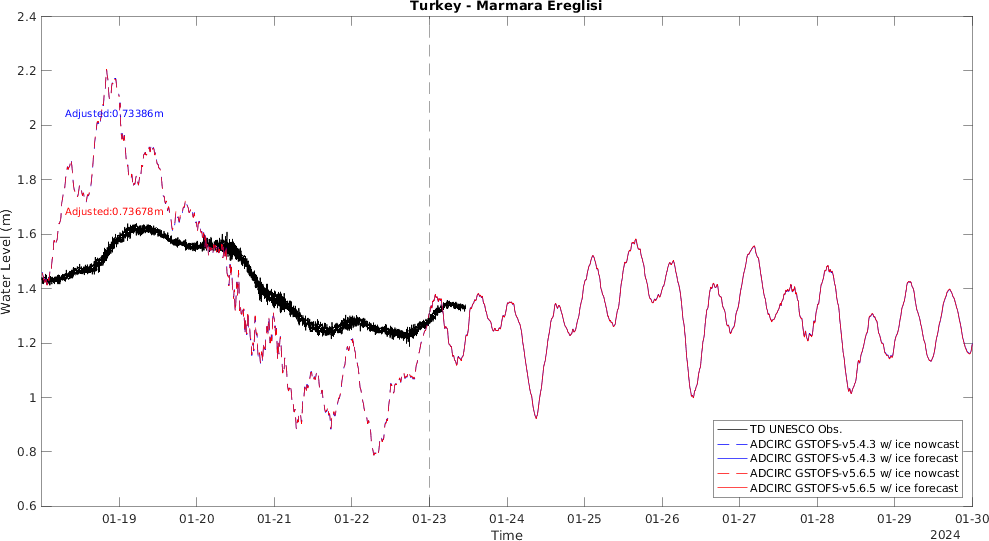 Turkey - Marmara Ereglisi
2.4
2.2
2
1.8
1.6
1.4
1.2
1
0.8
0.6
Water Level (m)
Adjusted:0.73386m
Adjusted:0.73678m
TD UNESCO Obs.
ADCIRC GSTOFS-v5.4.3 w/ ice nowcast
ADCIRC GSTOFS-v5.4.3 w/ ice forecast
ADCIRC GSTOFS-v5.6.5 w/ ice nowcast
ADCIRC GSTOFS-v5.6.5 w/ ice forecast
01-19 01-20 01-21 01-22 01-23 01-24 01-25 01-26 01-27 01-28 01-29 01-30
Time
2024